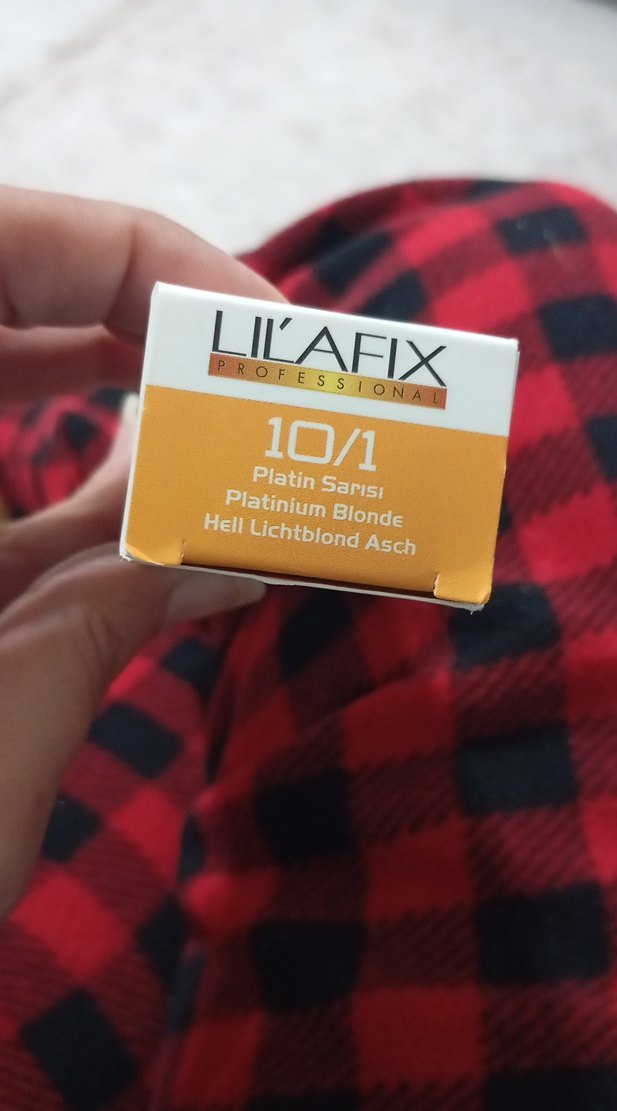 LIL'AFIX
PROFESSIONAL
10/1
Platin Sarısı
Platinium Blonde
Hell Lichtblond Asch